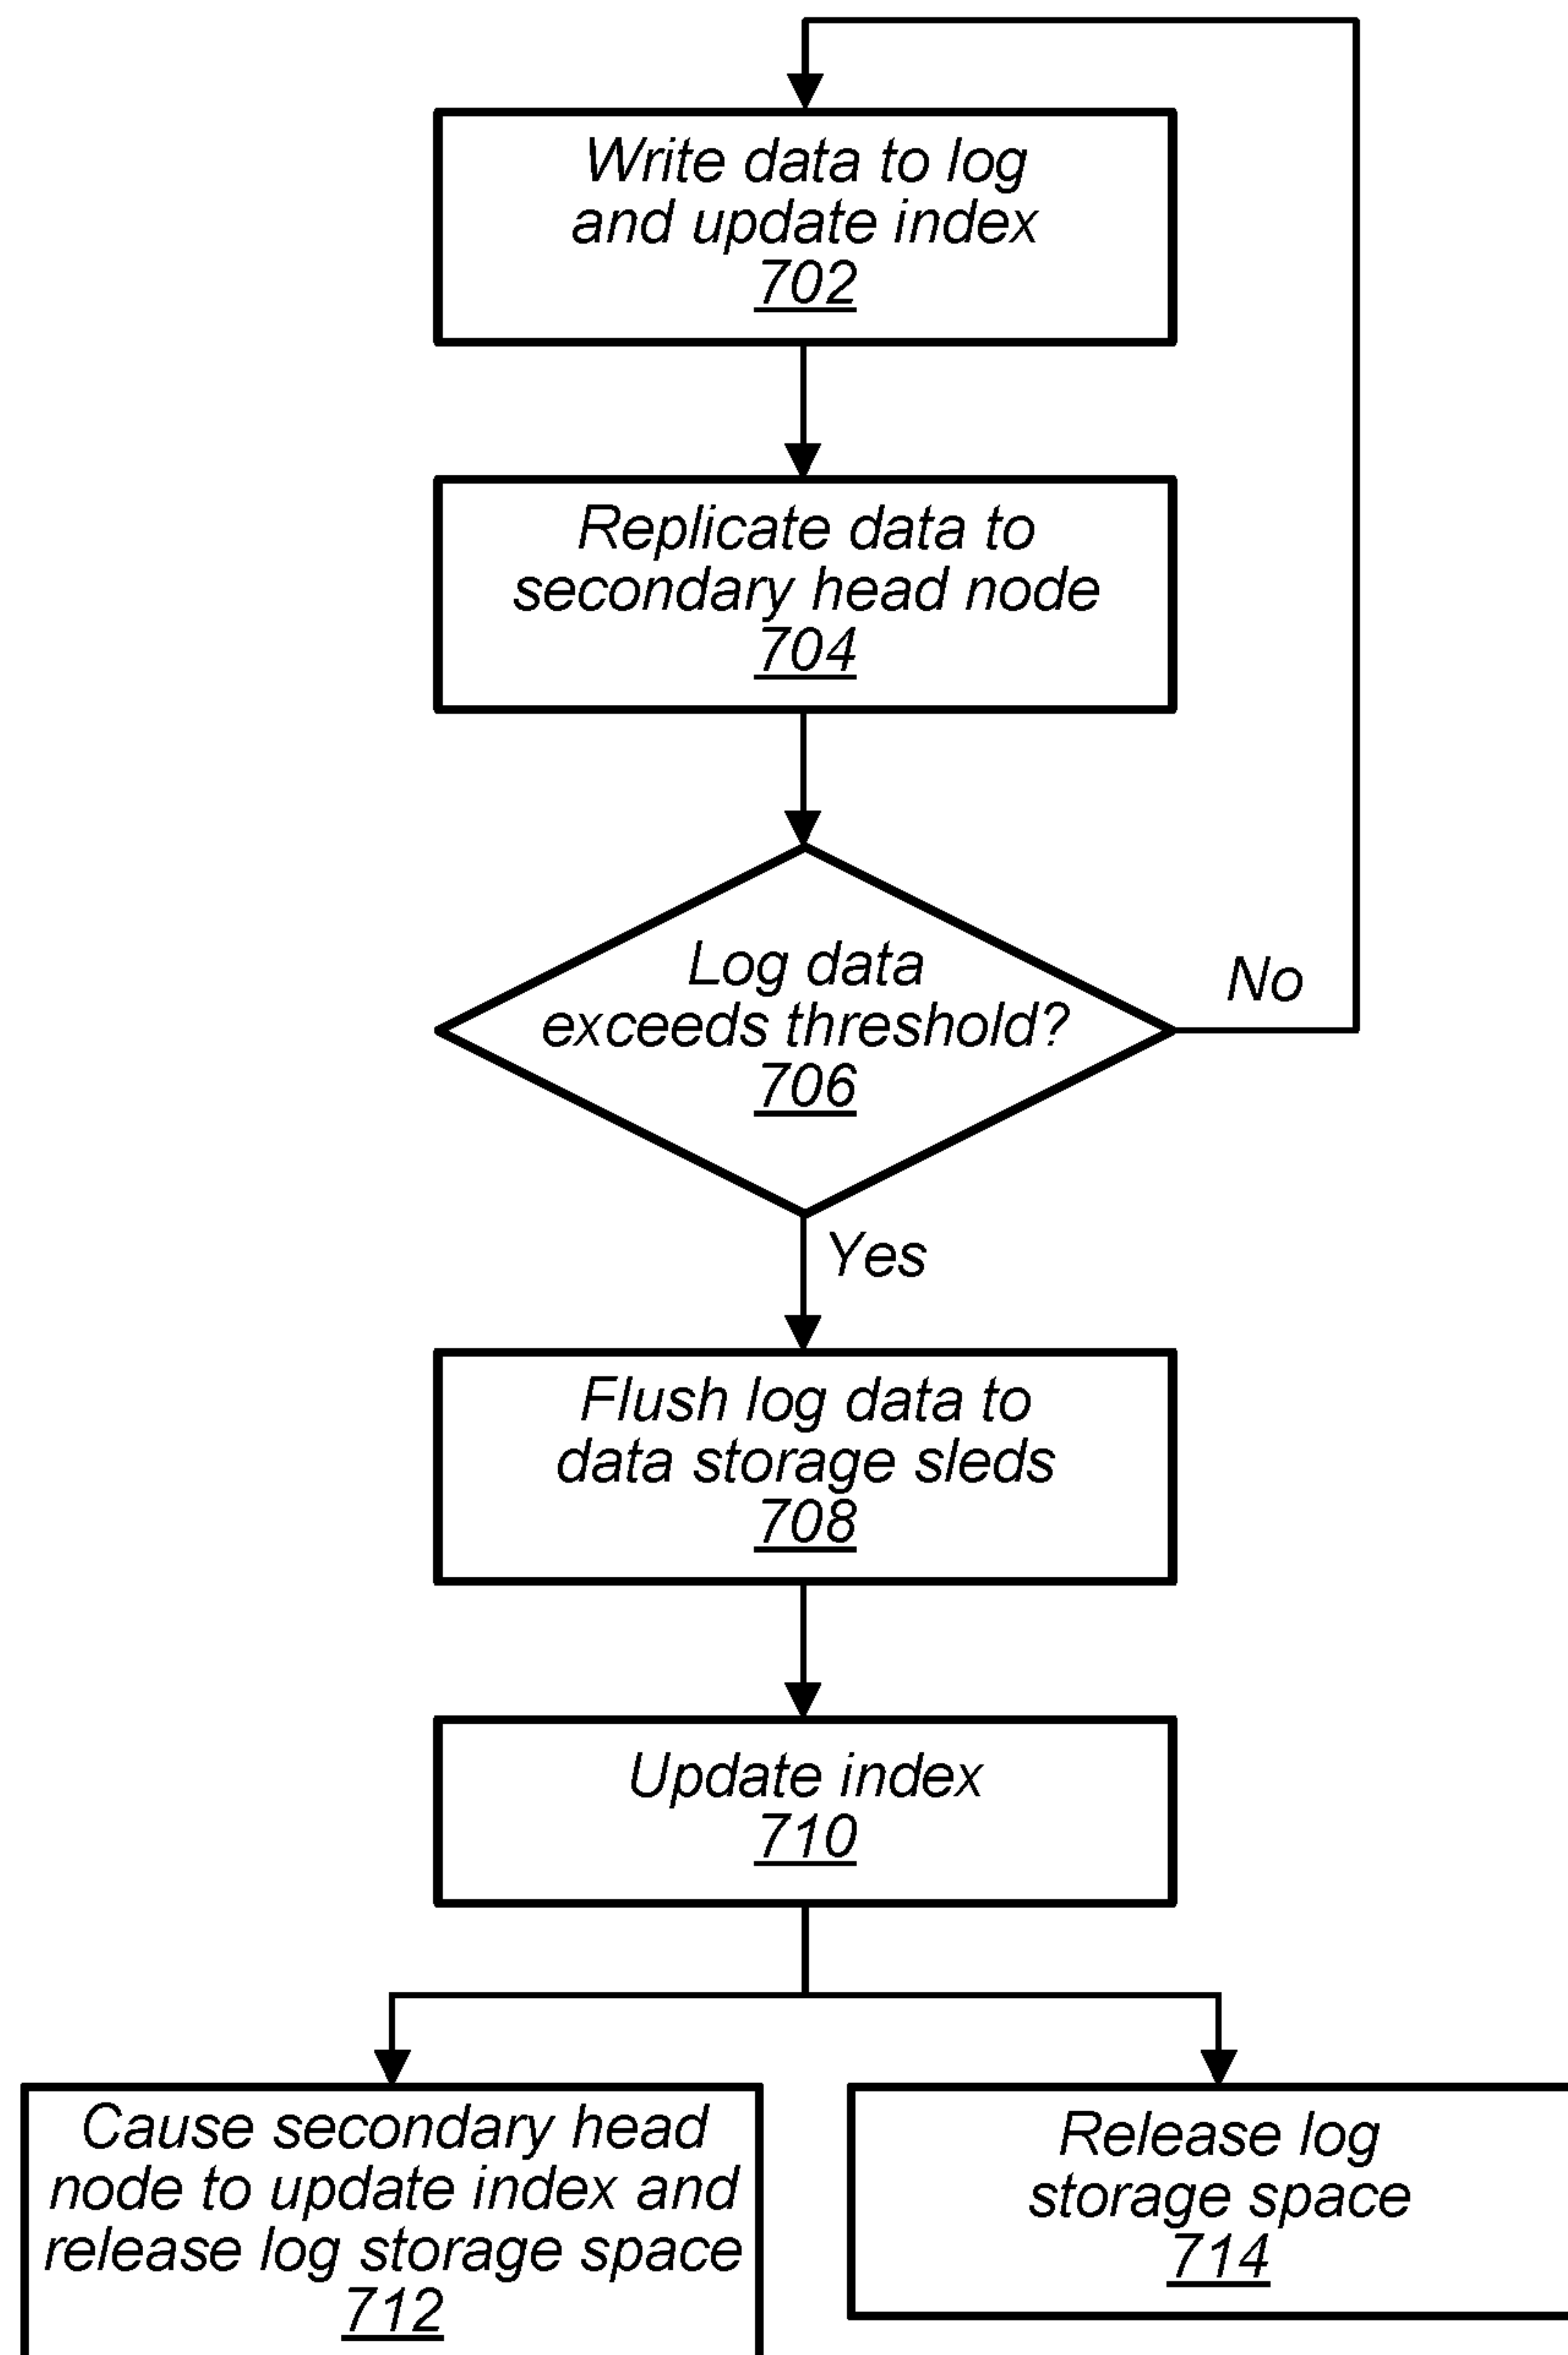 Write data to log
and update index
702
Replicate data to
secondary head node
704
Log data
exceeds threshold?
706
No
Yes
Flush log data to
data storage sleds
708
Update index
710
Cause secondary head
node to update index and
release log storage space
712
Release log
storage space
714